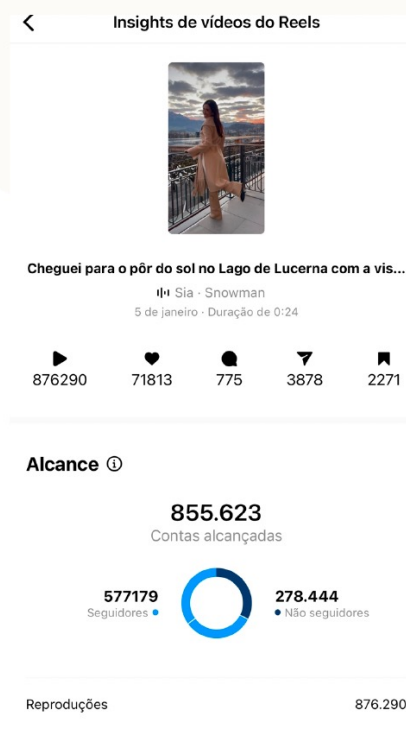 Insights de vídeos do Reels
Cheguei para o pôr do sol no Lago de Lucerna com a vis...
Sia · Snowman
5 de janeiro · Duração de 0:24
876290 71813 775 3878 2271
Alcance
855.623
Contas alcançadas
577179 278.444
Seguidores Não seguidores
Reproduções 876.290